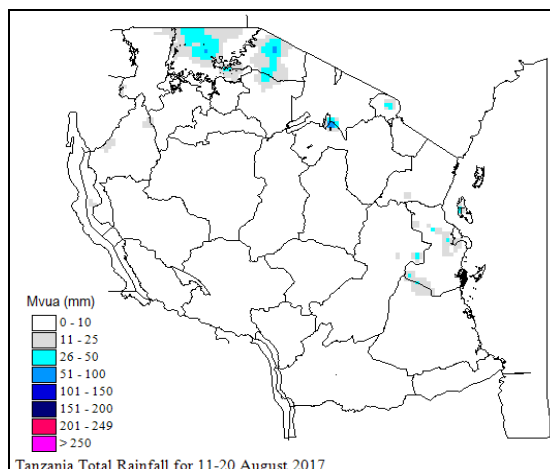 Mvua (mm)
0 - 10
11 - 25
26 - 50
51 - 100
101 - 150
151 - 200
201 - 249
> 250
Tanzania Total Rainfall for 11-20 August 2017